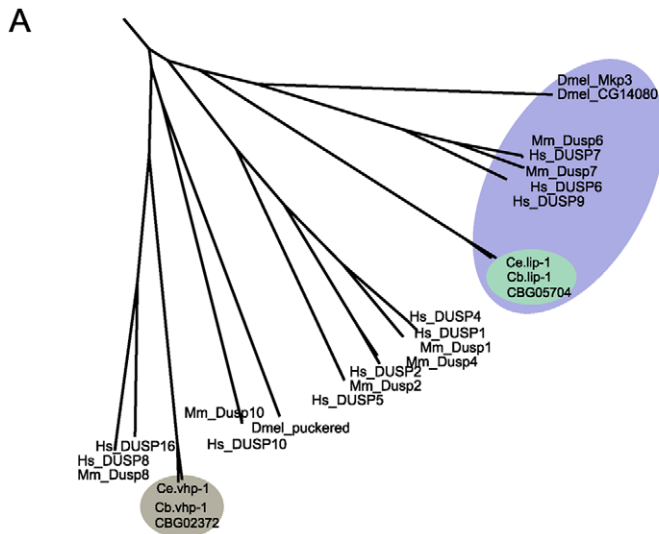 A
Dmel_Mkp3
Dmel_CG14080
Mm_Dusp6
Hs_DUSP7
Mm_Dusp7
Hs_DUSP6
Hs_DUSP9
Ce.lip-1
Cb.lip-1
CBG05704
Hs_DUSP4
Hs_DUSP1
Mm_Dusp1
Mm_Dusp4
Hs_DUSP2
Mm_Dusp2
Hs_DUSP5
Mm_Dusp10
Dmel_puckered
Hs_DUSP10
Hs_DUSP16
Hs_DUSP8
Mm_Dusp8
Ce.vhp-1
Cb.vhp-1
CBG02372